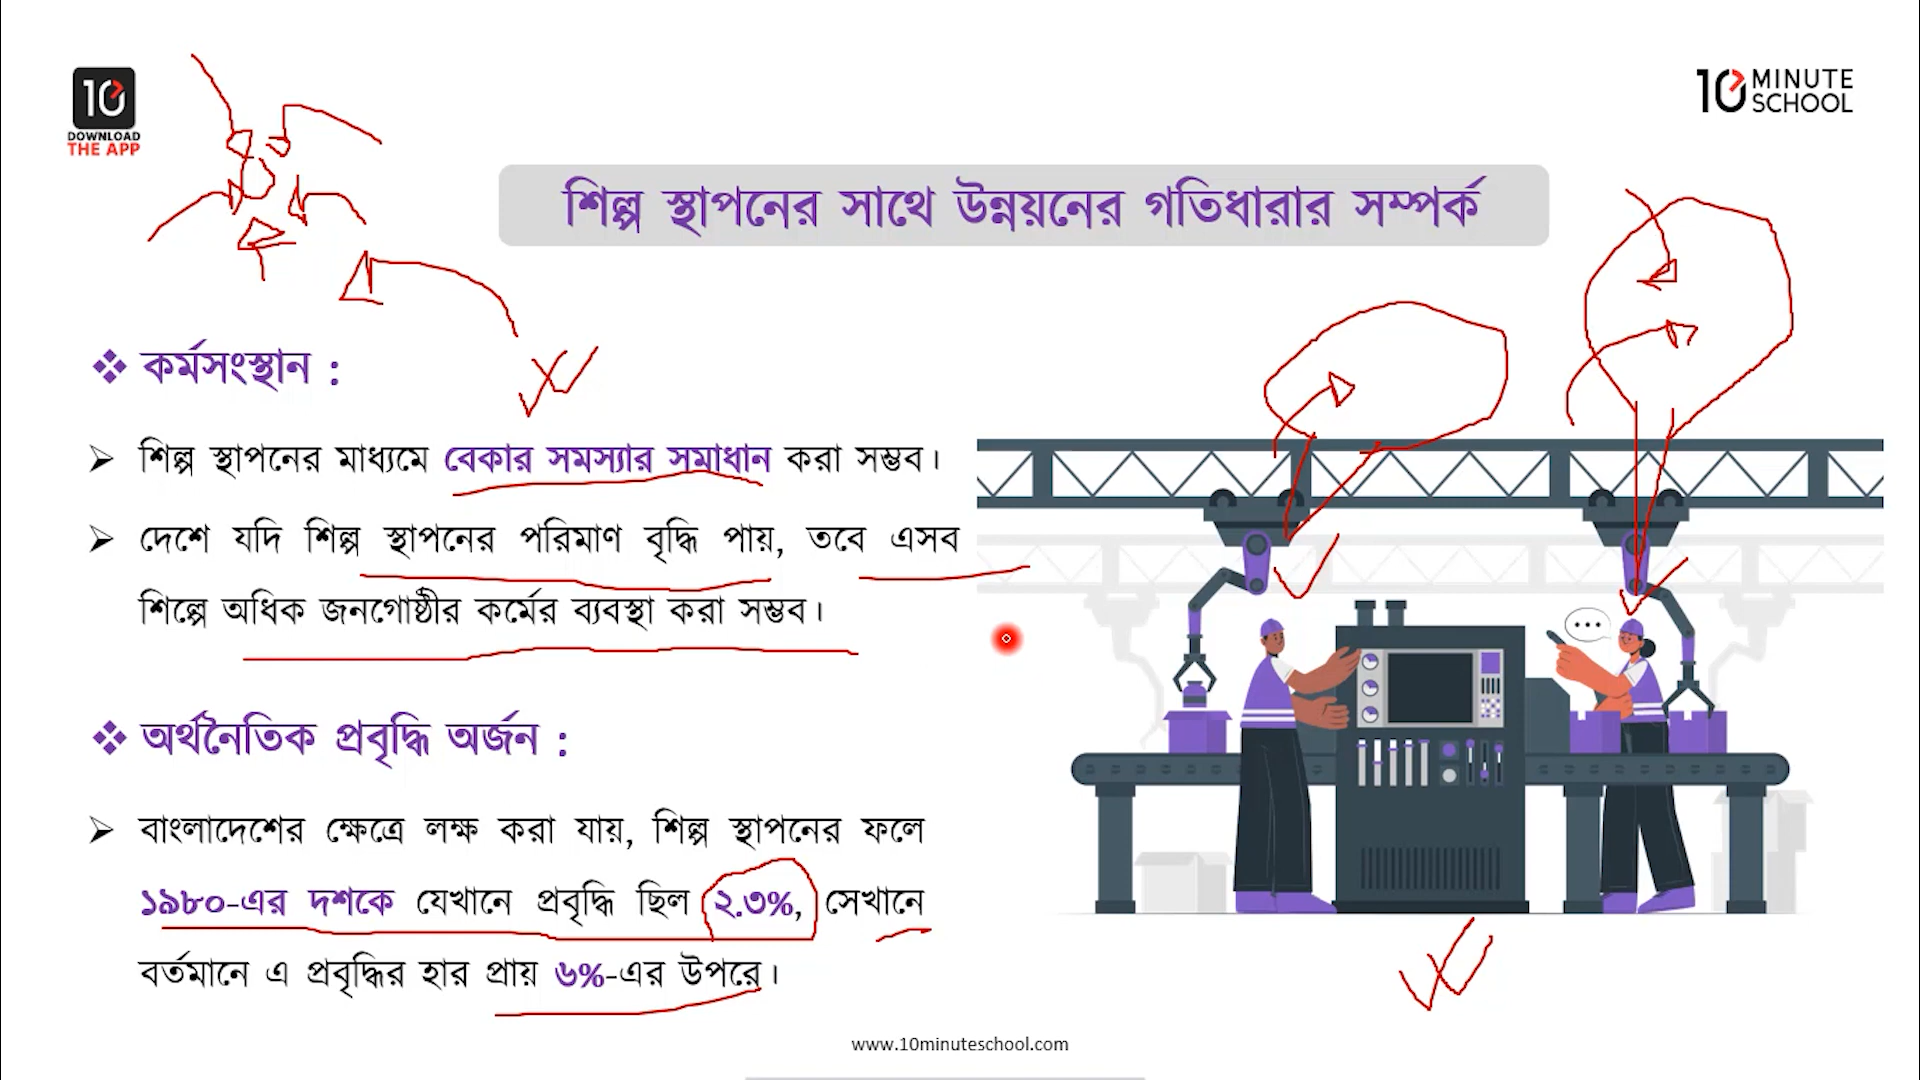 10
DOWNLOAD
THE APP
10 MINUTE
SCHOOL
শিল্প স্থাপনের সাথে উন্নয়নের গতিধারার সম্পর্ক
❖ কর্মসংস্থান :
➢ শিল্প স্থাপনের মাধ্যমে বেকার সমস্যার সমাধান করা সম্ভব।
➢ দেশে যদি শিল্প স্থাপনের পরিমাণ বৃদ্ধি পায়, তবে এসব
শিল্পে অধিক জনগোষ্ঠীর কর্মের ব্যবস্থা করা সম্ভব।
❖ অর্থনৈতিক প্রবৃদ্ধি অর্জন :
➢ বাংলাদেশের ক্ষেত্রে লক্ষ করা যায়, শিল্প স্থাপনের ফলে
১৯৮০-এর দশকে যেখানে প্রবৃদ্ধি ছিল ২.৩%, সেখানে
বর্তমানে এ প্রবৃদ্ধির হার প্রায় ৬%-এর উপরে।
www.10minuteschool.com